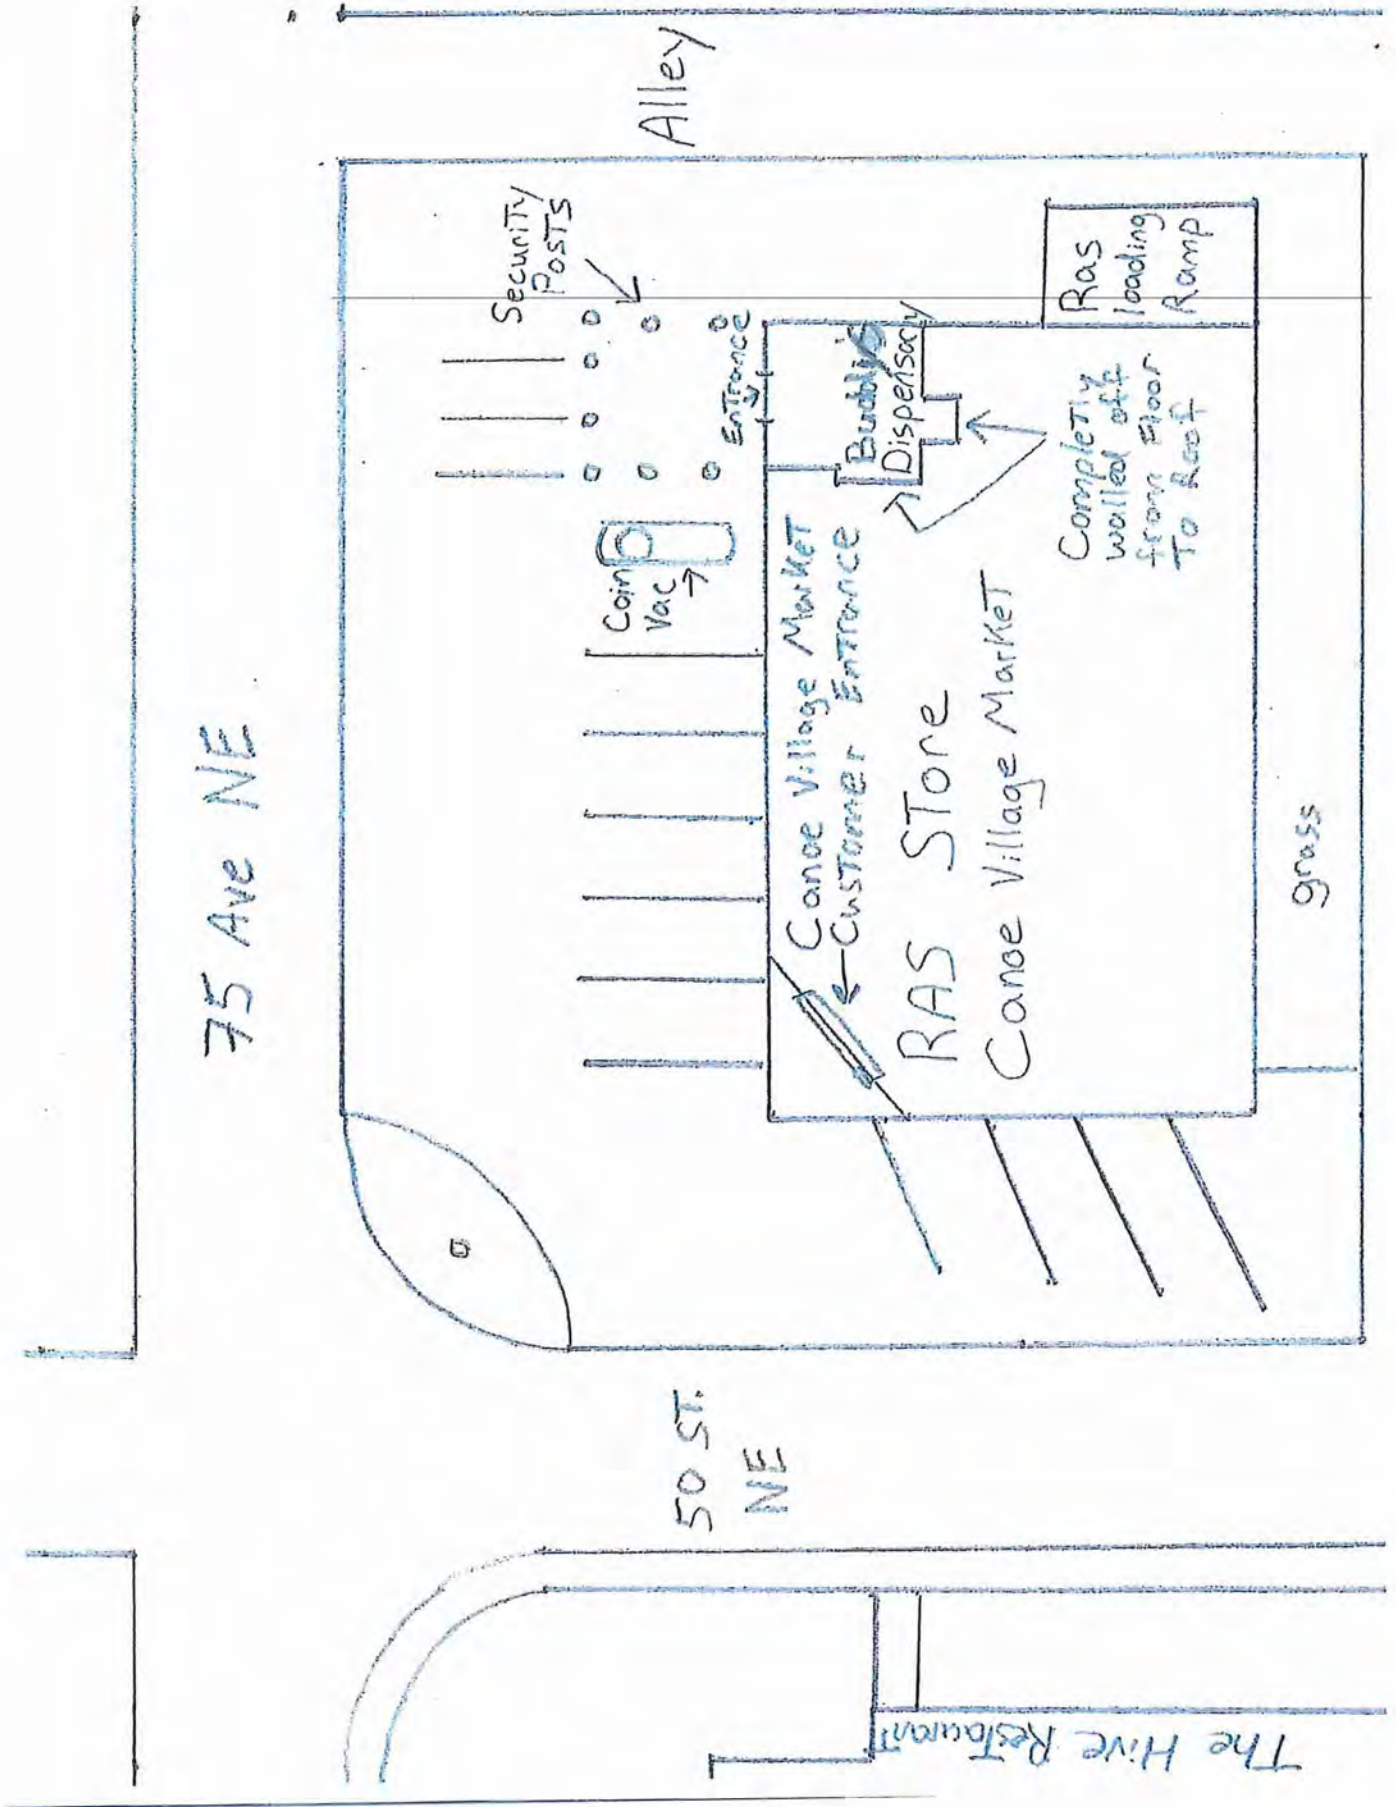 75 Ave NE
Alley
Security
Posts
Entrance
Coin
Vac
Buddy's
Dispensary
Ras
loading
Ramp
Completly
walled off
from Floor
To Roof
Canoe Village Market
Customer Entrance
RAS Store
Canoe Village Market
grass
50 ST.
NE
The Hive Restaurant